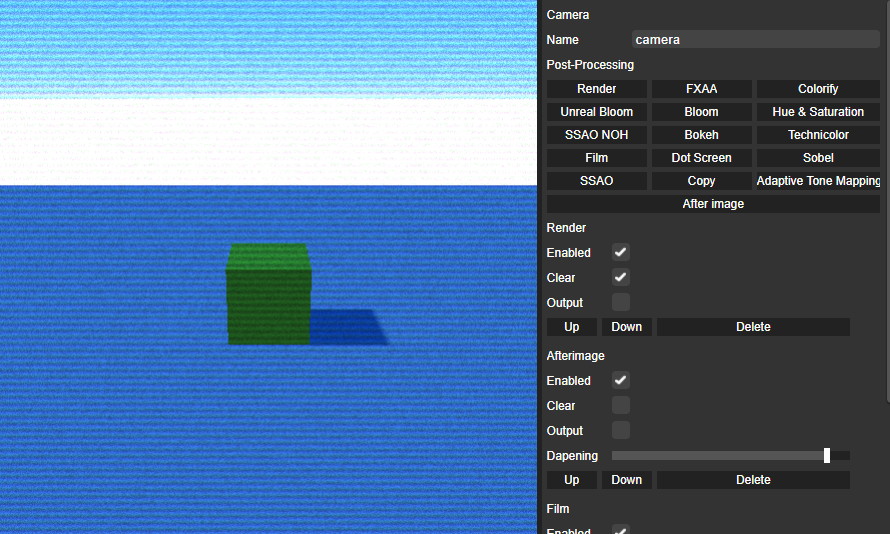 Camera
Name camera
Post-Processing
Render FXAA Colorify
Unreal Bloom Bloom Hue & Saturation
SSAO NOH Bokeh Technicolor
Film Dot Screen Sobel
SSAO Copy Adaptive Tone Mapping
After image
Render
Enabled
Clear
Output
Up Down Delete
Afterimage
Enabled
Clear
Output
Dapening
Up Down Delete
Film
Enabled